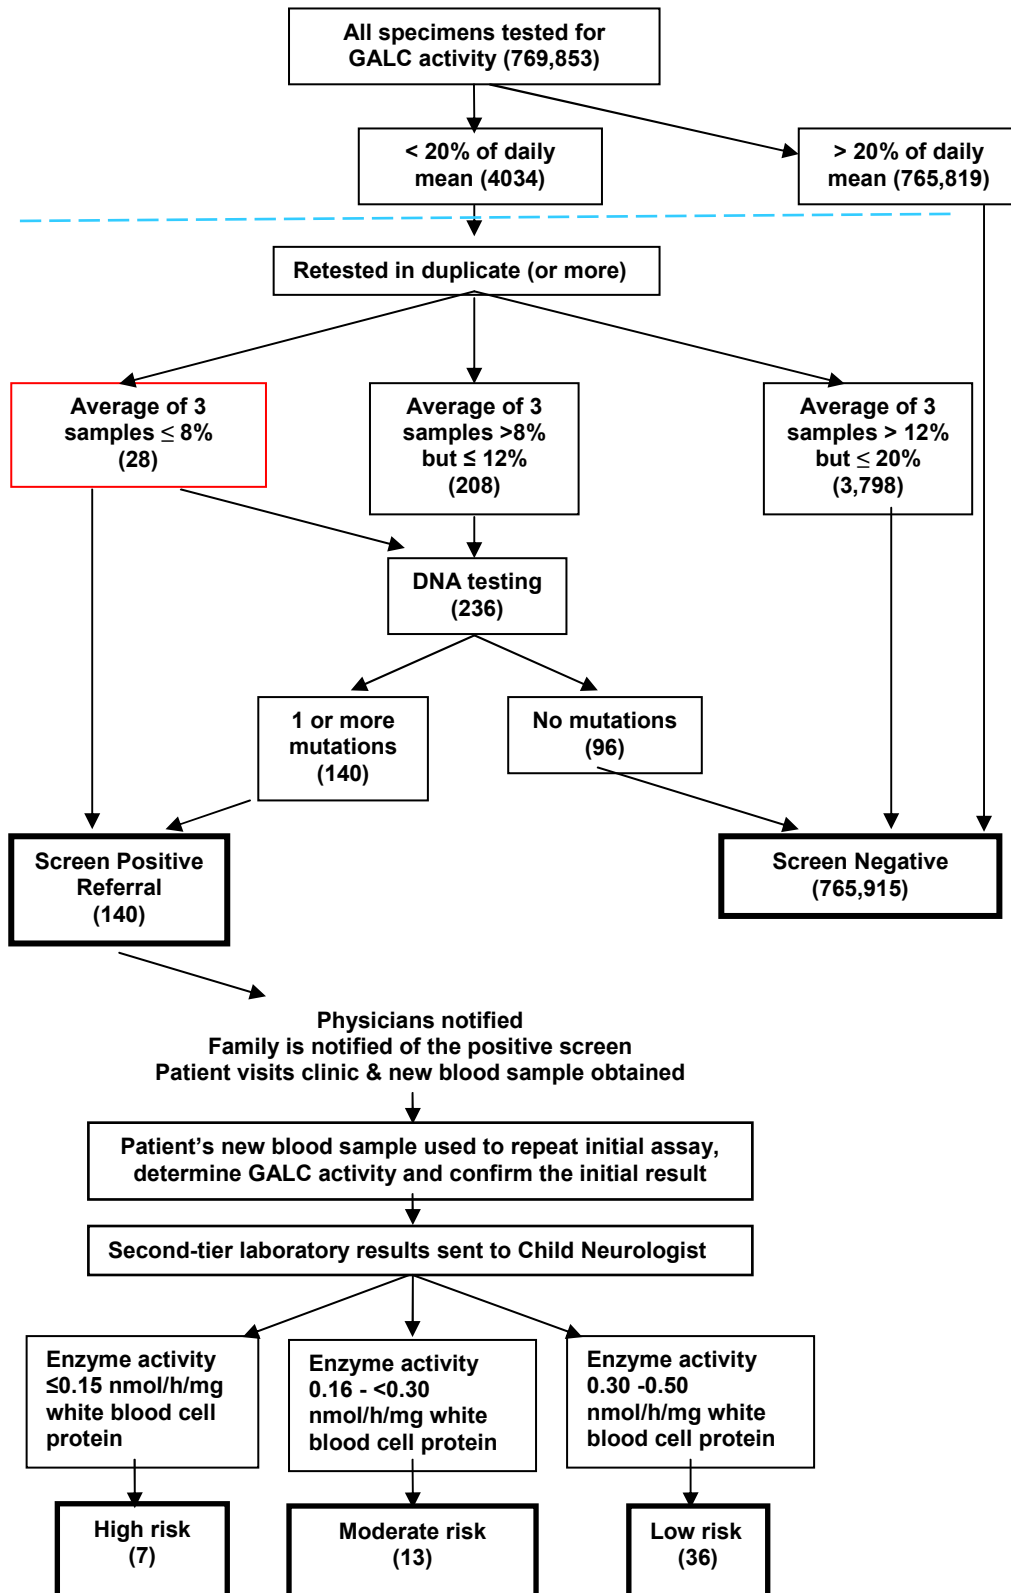 All specimens tested for
GALC activity (769,853)
< 20% of daily
mean (4034)
> 20% of daily
mean (765,819)
Retested in duplicate (or more)
Average of 3
samples ≤ 8%
(28)
Average of 3
samples >8%
but ≤ 12%
(208)
Average of 3
samples > 12%
but ≤ 20%
(3,798)
DNA testing
(236)
1 or more
mutations
(140)
No mutations
(96)
Screen Positive
Referral
(140)
Screen Negative
(765,915)
Physicians notified
Family is notified of the positive screen
Patient visits clinic & new blood sample obtained
Patient’s new blood sample used to repeat initial assay,
determine GALC activity and confirm the initial result
Second-tier laboratory results sent to Child Neurologist
Enzyme activity
≤0.15 nmol/h/mg
white blood cell
protein
Enzyme activity
0.16 - <0.30
nmol/h/mg white
blood cell protein
Enzyme activity
0.30 -0.50
nmol/h/mg white
blood cell protein
High risk
(7)
Moderate risk
(13)
Low risk
(36)